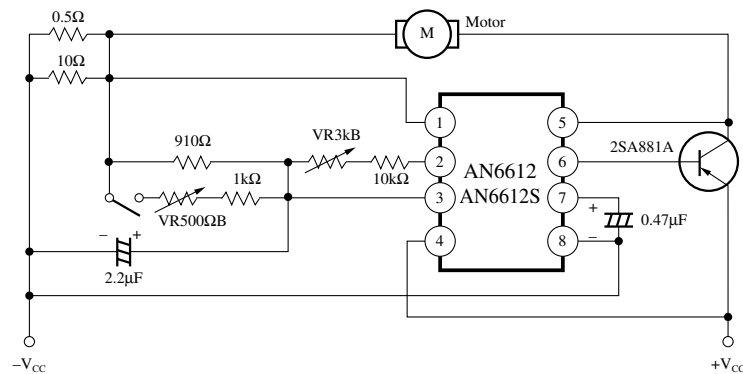 0.5Ω
M
Motor
10Ω
1
5
910Ω
VR3kB
2
6
2SA881A
10kΩ
AN6612
AN6612S
1kΩ
VR500ΩB
3
7
+
0.47μF
4
8
–
– +
2.2μF
–VCC
+VCC